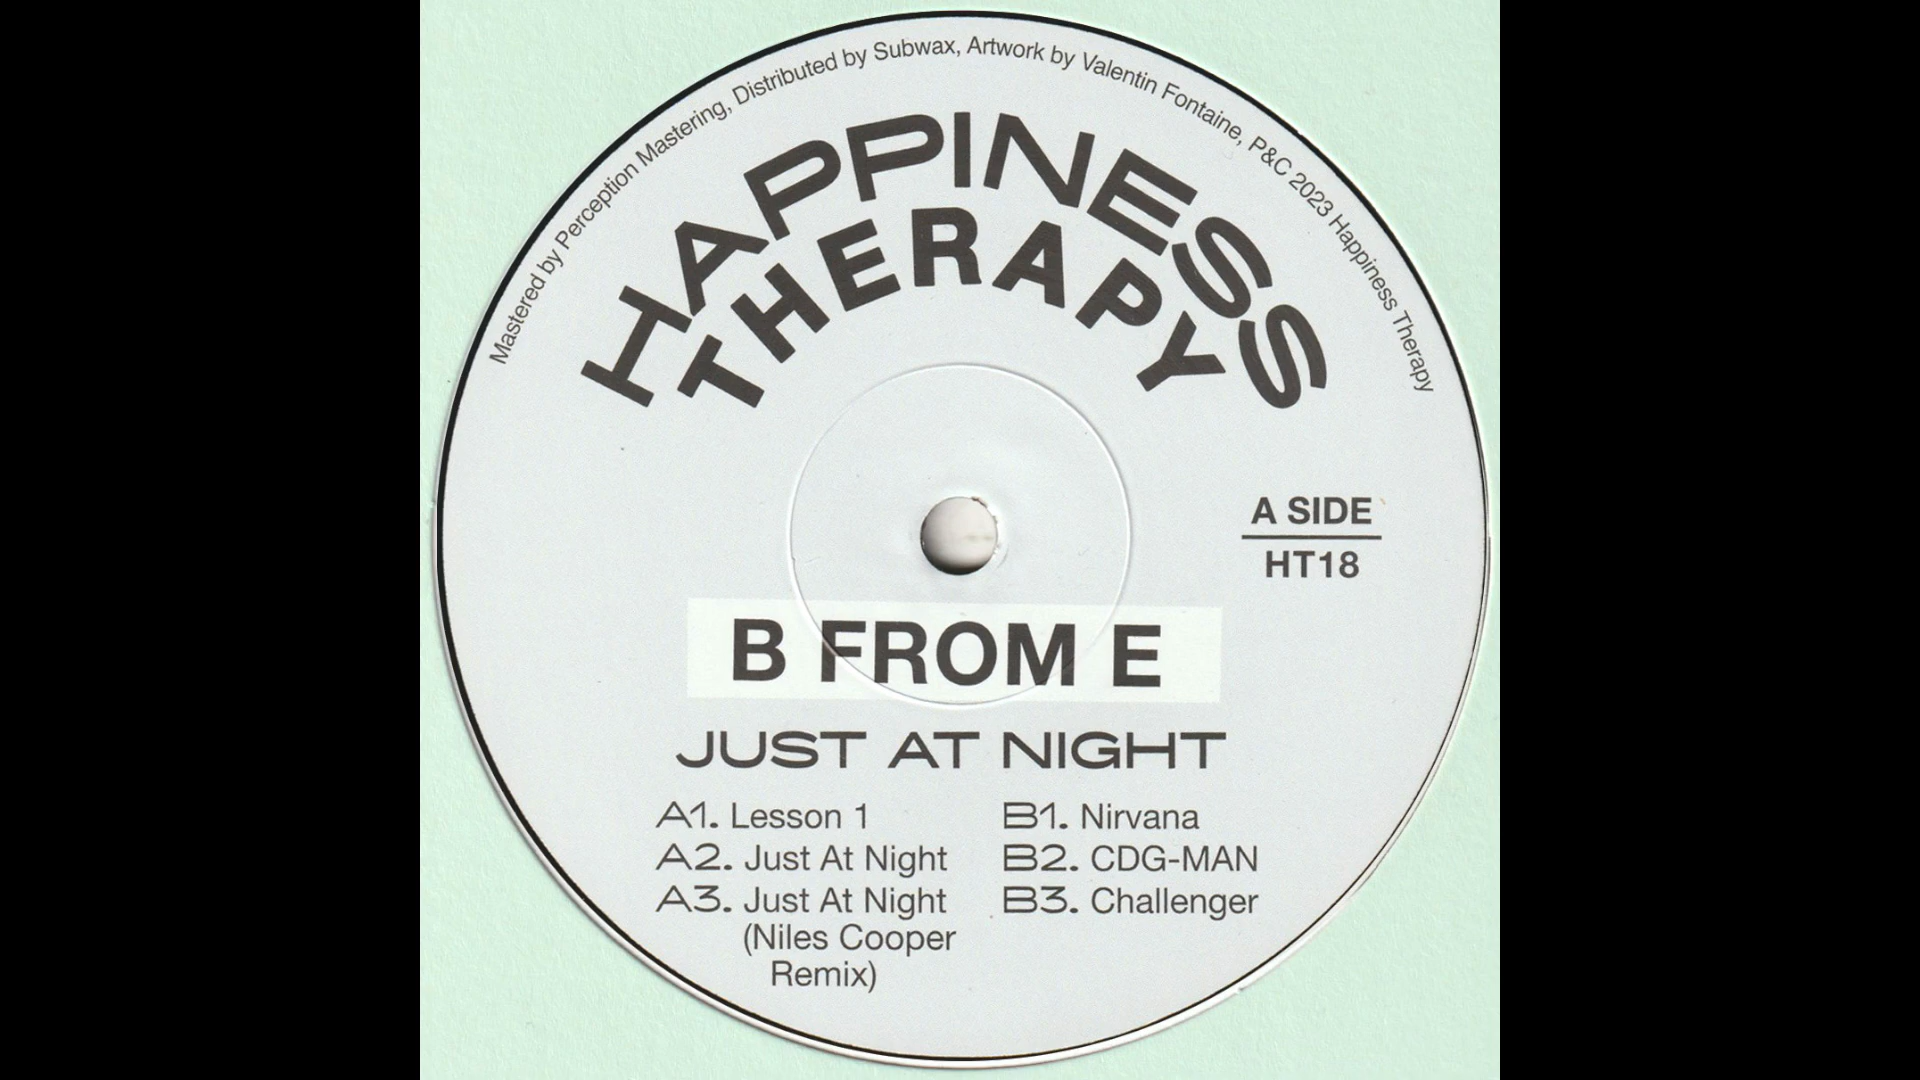 Mastered by Perception Mastering, Distributed by Subwax, Artwork by Valentin Fontaine, P&C 2023 Happiness Therapy
HAPPINESS
THERAPY
A SIDE
HT18
B FROM E
JUST AT NIGHT
A1. Lesson 1
A2. Just At Night
A3. Just At Night
(Niles Cooper
Remix)
B1. Nirvana
B2. CDG-MAN
B3. Challenger